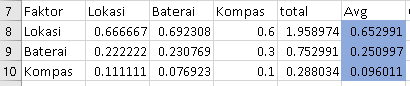 7 Faktor Lokasi Baterai Kompas total Avg
8 Lokasi 0.666667 0.692308 0.6 1.958974 0.652991
9 Baterai 0.222222 0.230769 0.3 0.752991 0.250997
10 Kompas 0.111111 0.076923 0.1 0.288034 0.096011